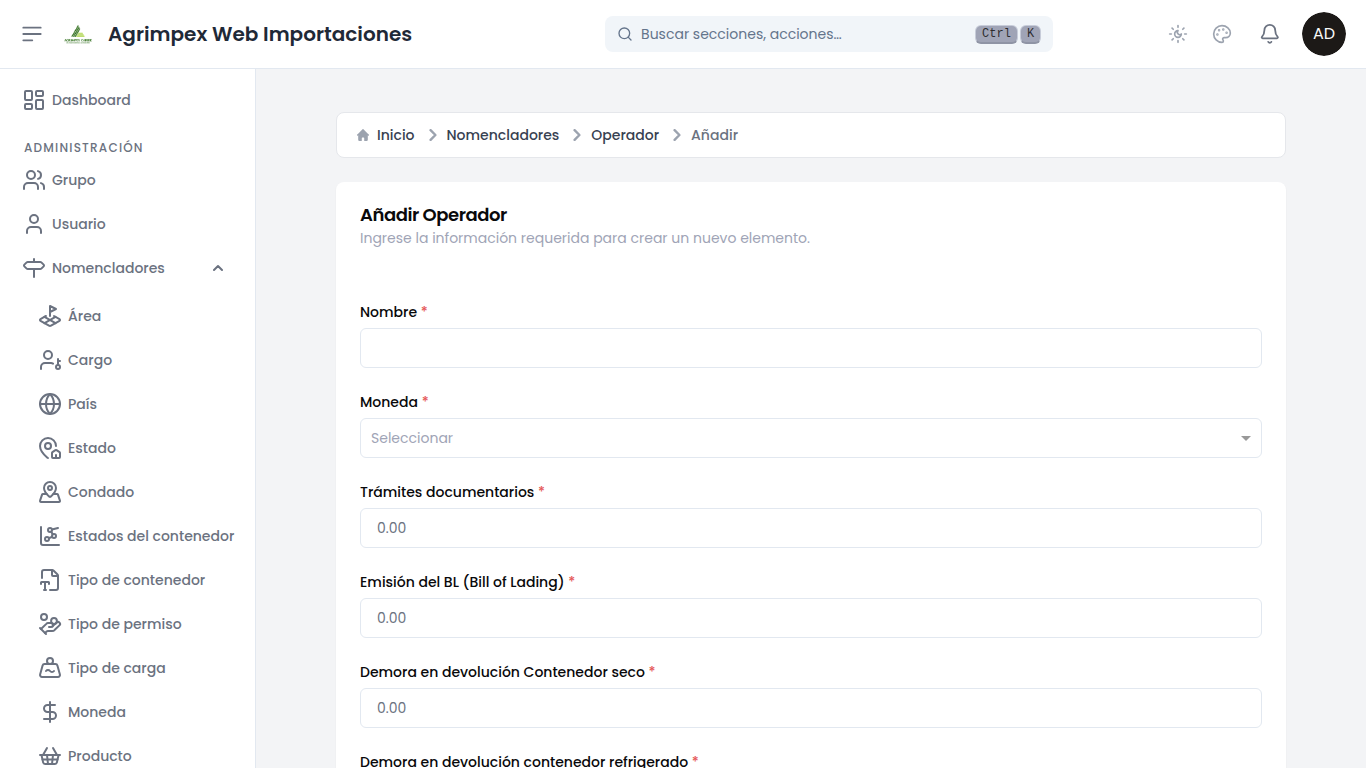 Agrimpex Web Importaciones
Buscar secciones, acciones...
Ctrl K
AD
Dashboard
ADMINISTRACIÓN
Grupo
Usuario
Nomencladores
Área
Cargo
País
Estado
Condado
Estados del contenedor
Tipo de contenedor
Tipo de permiso
Tipo de carga
Moneda
Producto
Inicio
Nomencladores
Operador
Añadir
Añadir Operador
Ingrese la información requerida para crear un nuevo elemento.
Nombre *
Moneda *
Seleccionar
Trámites documentarios *
0.00
Emisión del BL (Bill of Lading) *
0.00
Demora en devolución Contenedor seco *
0.00
Demora en devolución contenedor refrigerado *